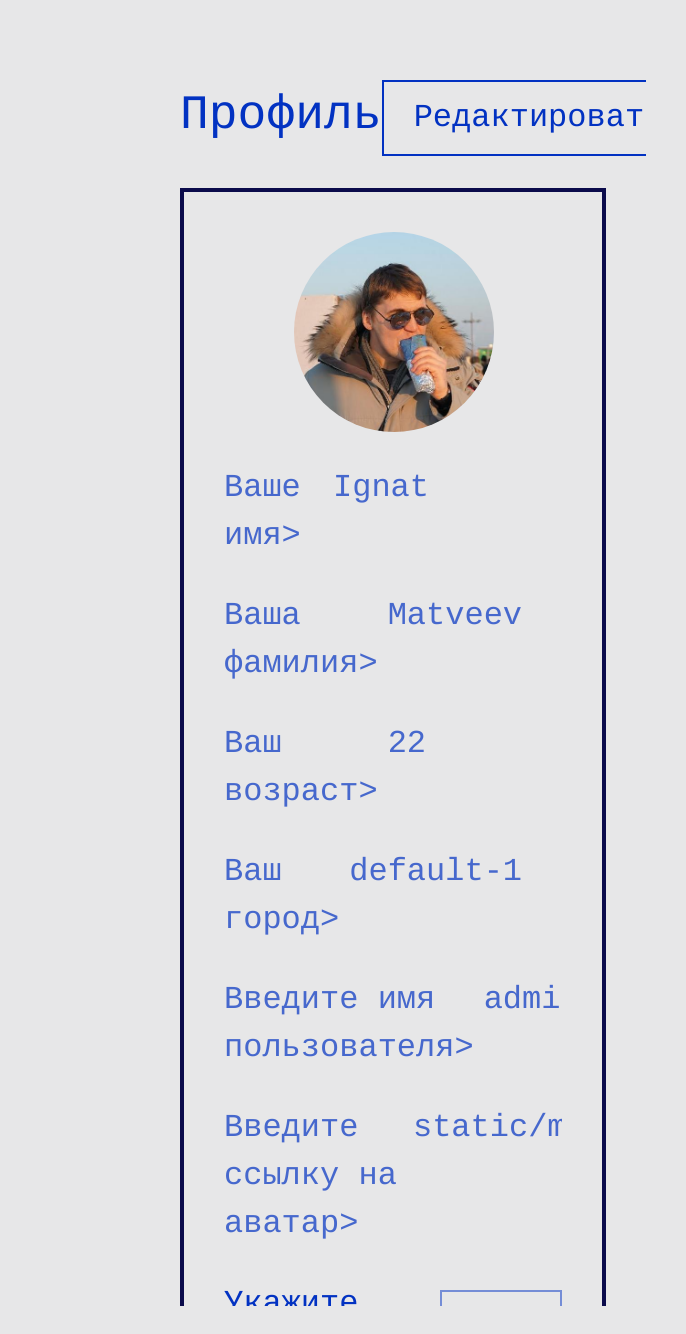 Профиль Редактироват
Ваше Ignat
имя>
Ваша Matveev
фамилия>
Ваш 22
возраст>
Ваш default-1
город>
Введите имя admi
пользователя>
Введите static/m
ссылку на
аватар>
Укажите